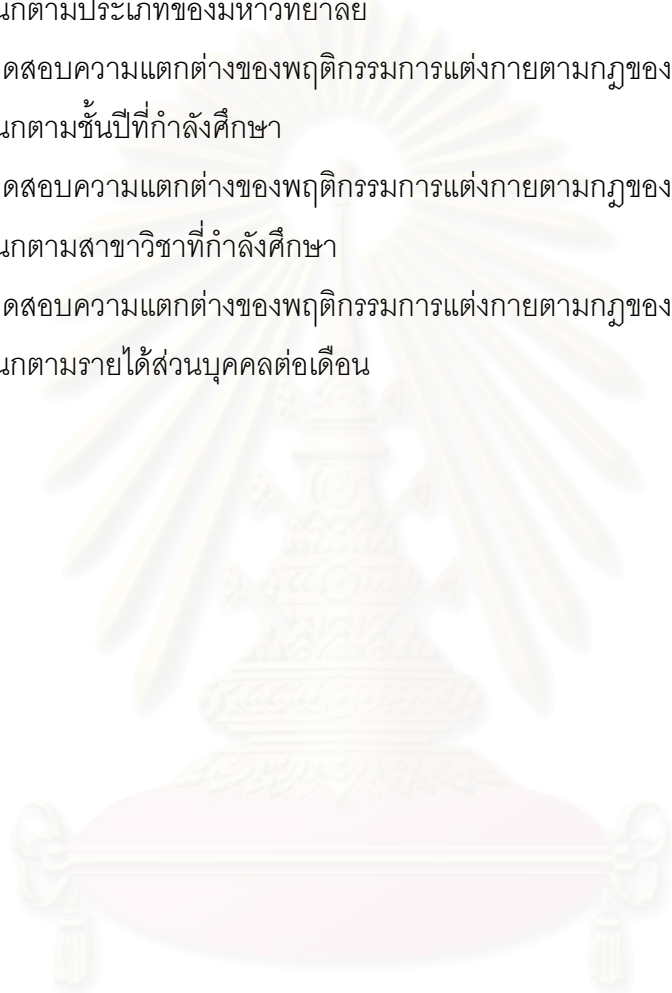 นกตามประเภทของมหาวิทยาลัย
ดสอบความแตกต่างของพฤติกรรมการแต่งกายตามกฎของ
นกตามชั้นปีที่กำลังศึกษา
ดสอบความแตกต่างของพฤติกรรมการแต่งกายตามกฎของ
นกตามสาขาวิชาที่กำลังศึกษา
ดสอบความแตกต่างของพฤติกรรมการแต่งกายตามกฎของ
นกตามรายได้ส่วนบุคคลต่อเดือน